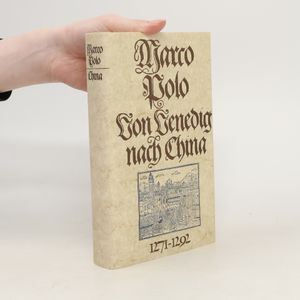 Marco
Polo
China
Marco
Polo
Von Venedig
nach China
1271-1292